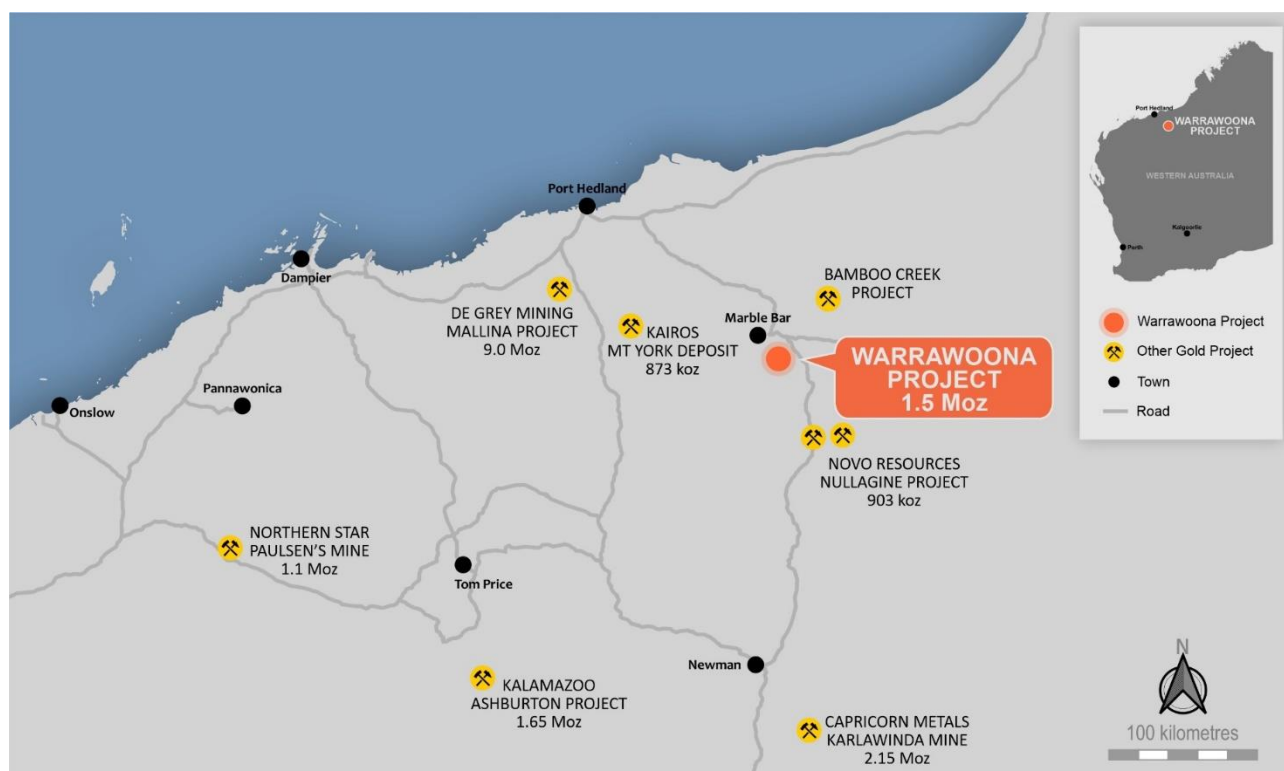 Port Hedland
Dampier
DE GREY MINING
MALLINA PROJECT
9.0 Moz
KAIROS
MT YORK DEPOSIT
873 koz
Marble Bar
BAMBOO CREEK
PROJECT
WARRAWOONA
PROJECT
1.5 Moz
Pannawonica
Onslow
NOVO RESOURCES
NULLAGINE PROJECT
903 koz
NORTHERN STAR
PAULSEN'S MINE
1.1 Moz
Tom Price
Newman
KALAMAZOO
ASHBURTON PROJECT
1.65 Moz
CAPRICORN METALS
KARLAWINDA MINE
2.15 Moz
Port Hedland
WARRAWOONA
PROJECT
WESTERN AUSTRALIA
Kalgoorlie
Perth
Warrawoona Project
Other Gold Project
Town
Road
N
100 kilometres